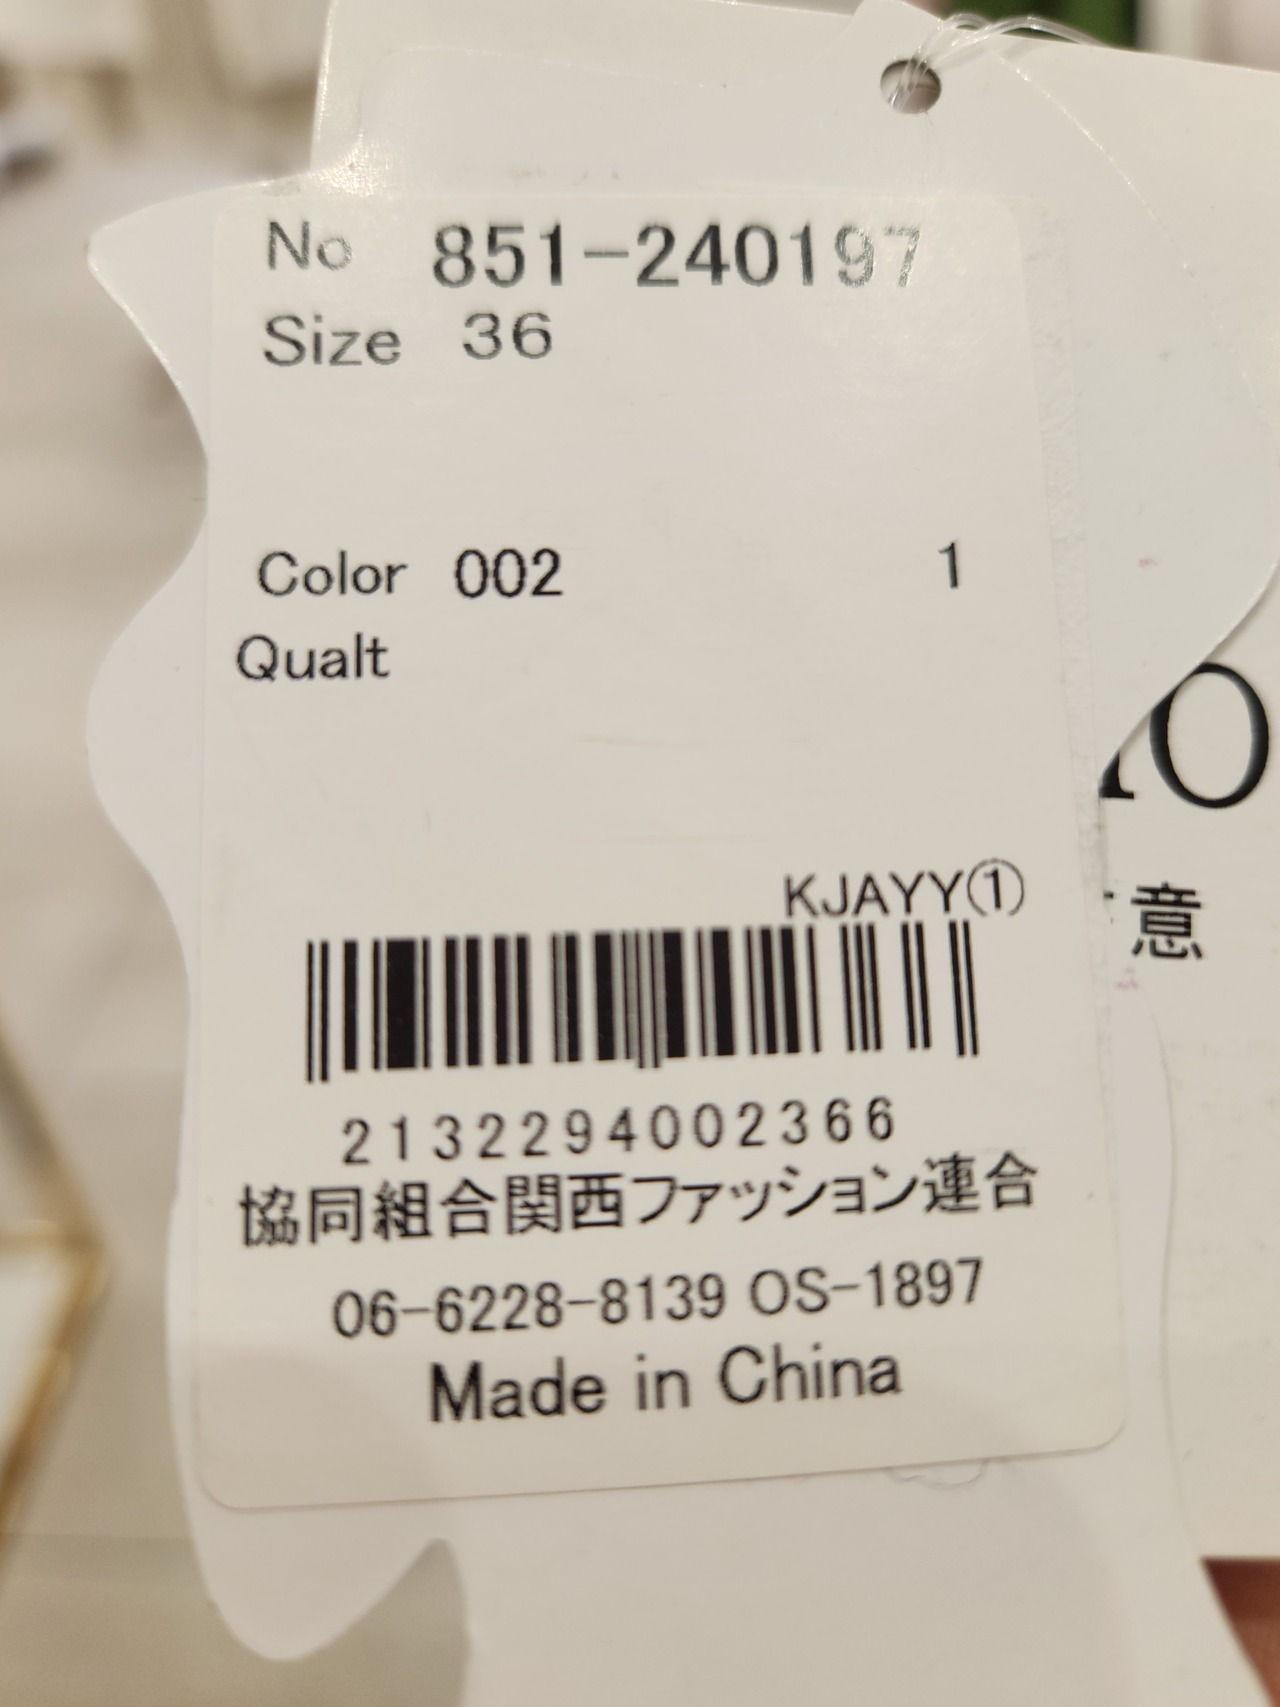 No 851-240197
Size 36
Color 002 1
Qualt
KJAYY①
2132294002366
協同組合関西ファッション連合
06-6228-8139 OS-1897
Made in China
意